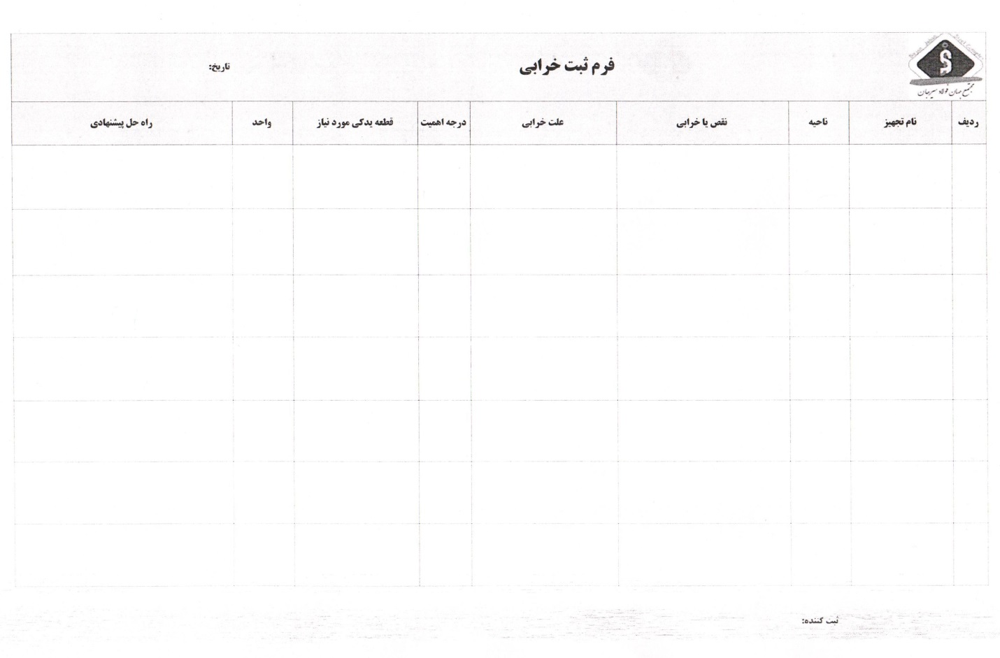 مجتمع جهان فولاد سیرجان
فرم ثبت خرابی
تاریخ:
ردیف
نام تجهیز
ناحیه
نقص یا خرابی
علت خرابی
درجه اهمیت
قطعه یدکی مورد نیاز
واحد
راه حل پیشنهادی
ثبت کننده: